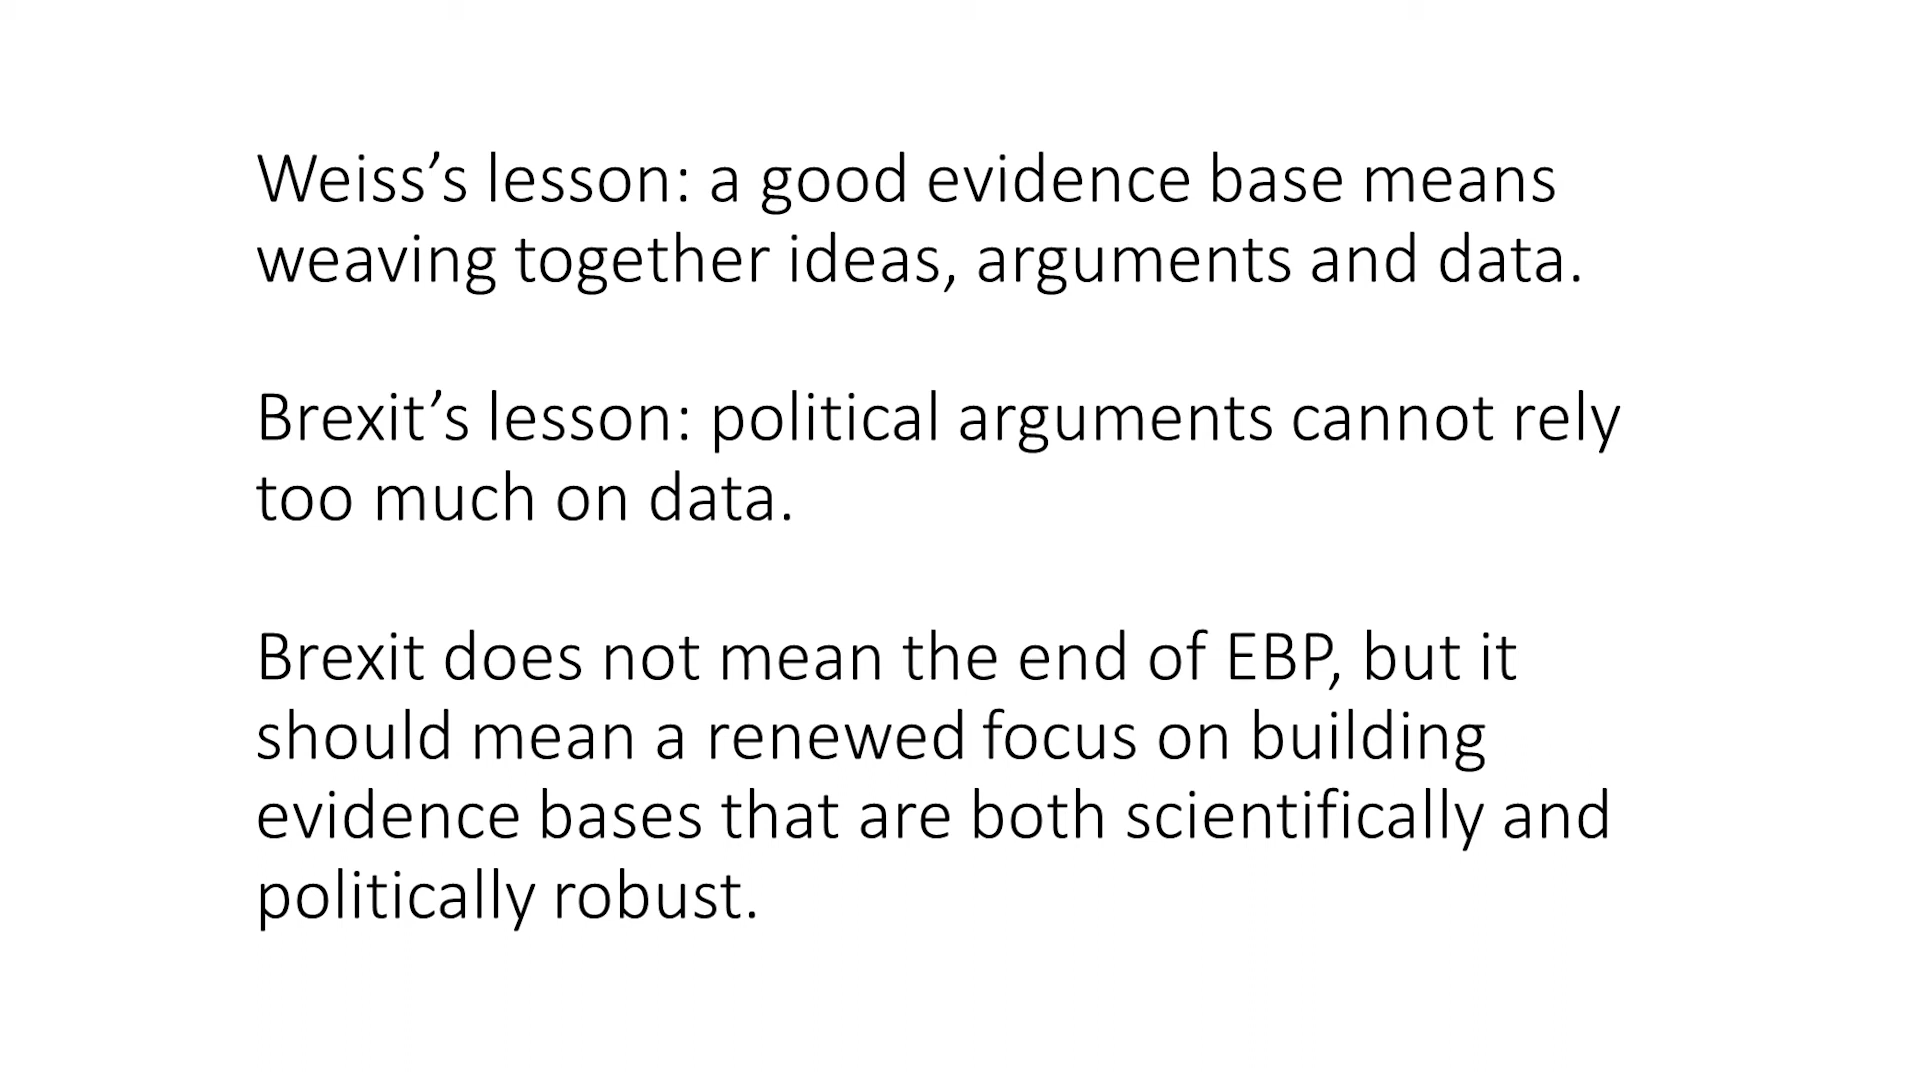 Weiss’s lesson: a good evidence base means
weaving together ideas, arguments and data.
Brexit’s lesson: political arguments cannot rely
too much on data.
Brexit does not mean the end of EBP, but it
should mean a renewed focus on building
evidence bases that are both scientifically and
politically robust.